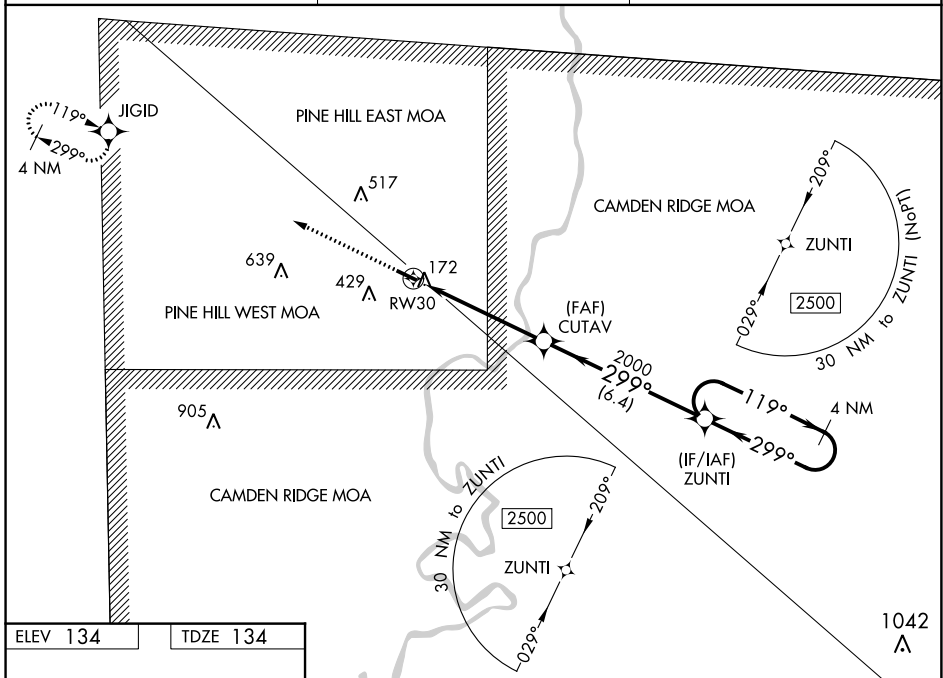 JIGID
119°
299°
4 NM
PINE HILL EAST MOA
517
CAMDEN RIDGE MOA
209°
ZUNTI
029°
2500
30 NM to ZUNTI (NoPT)
639
429
172
RW30
PINE HILL WEST MOA
(FAF)
CUTAV
2000
299°
(6.4)
119°
4 NM
299°
(IF/IAF)
ZUNTI
905
CAMDEN RIDGE MOA
30 NM to ZUNTI
209°
2500
ZUNTI
029°
1042
ELEV 134
TDZE 134